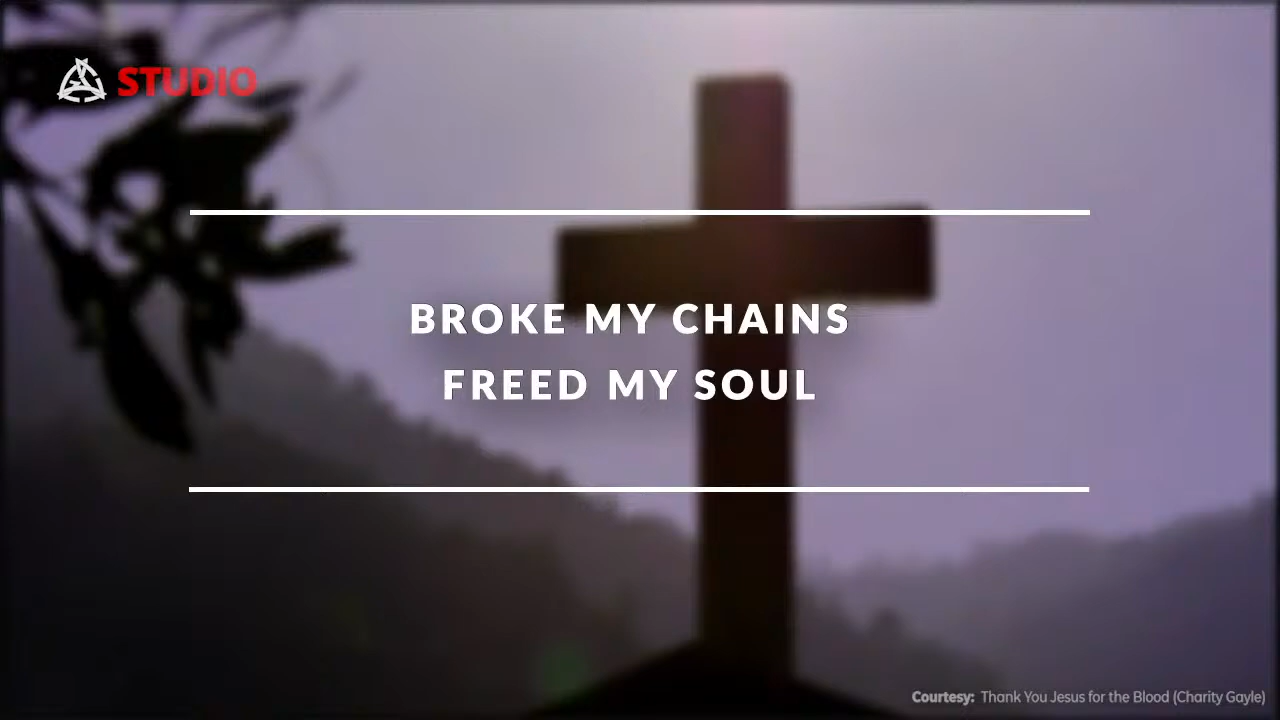 STUDIO
BROKE MY CHAINS
FREED MY SOUL
Courtesy: Thank You Jesus for the Blood (Charity Gayle)